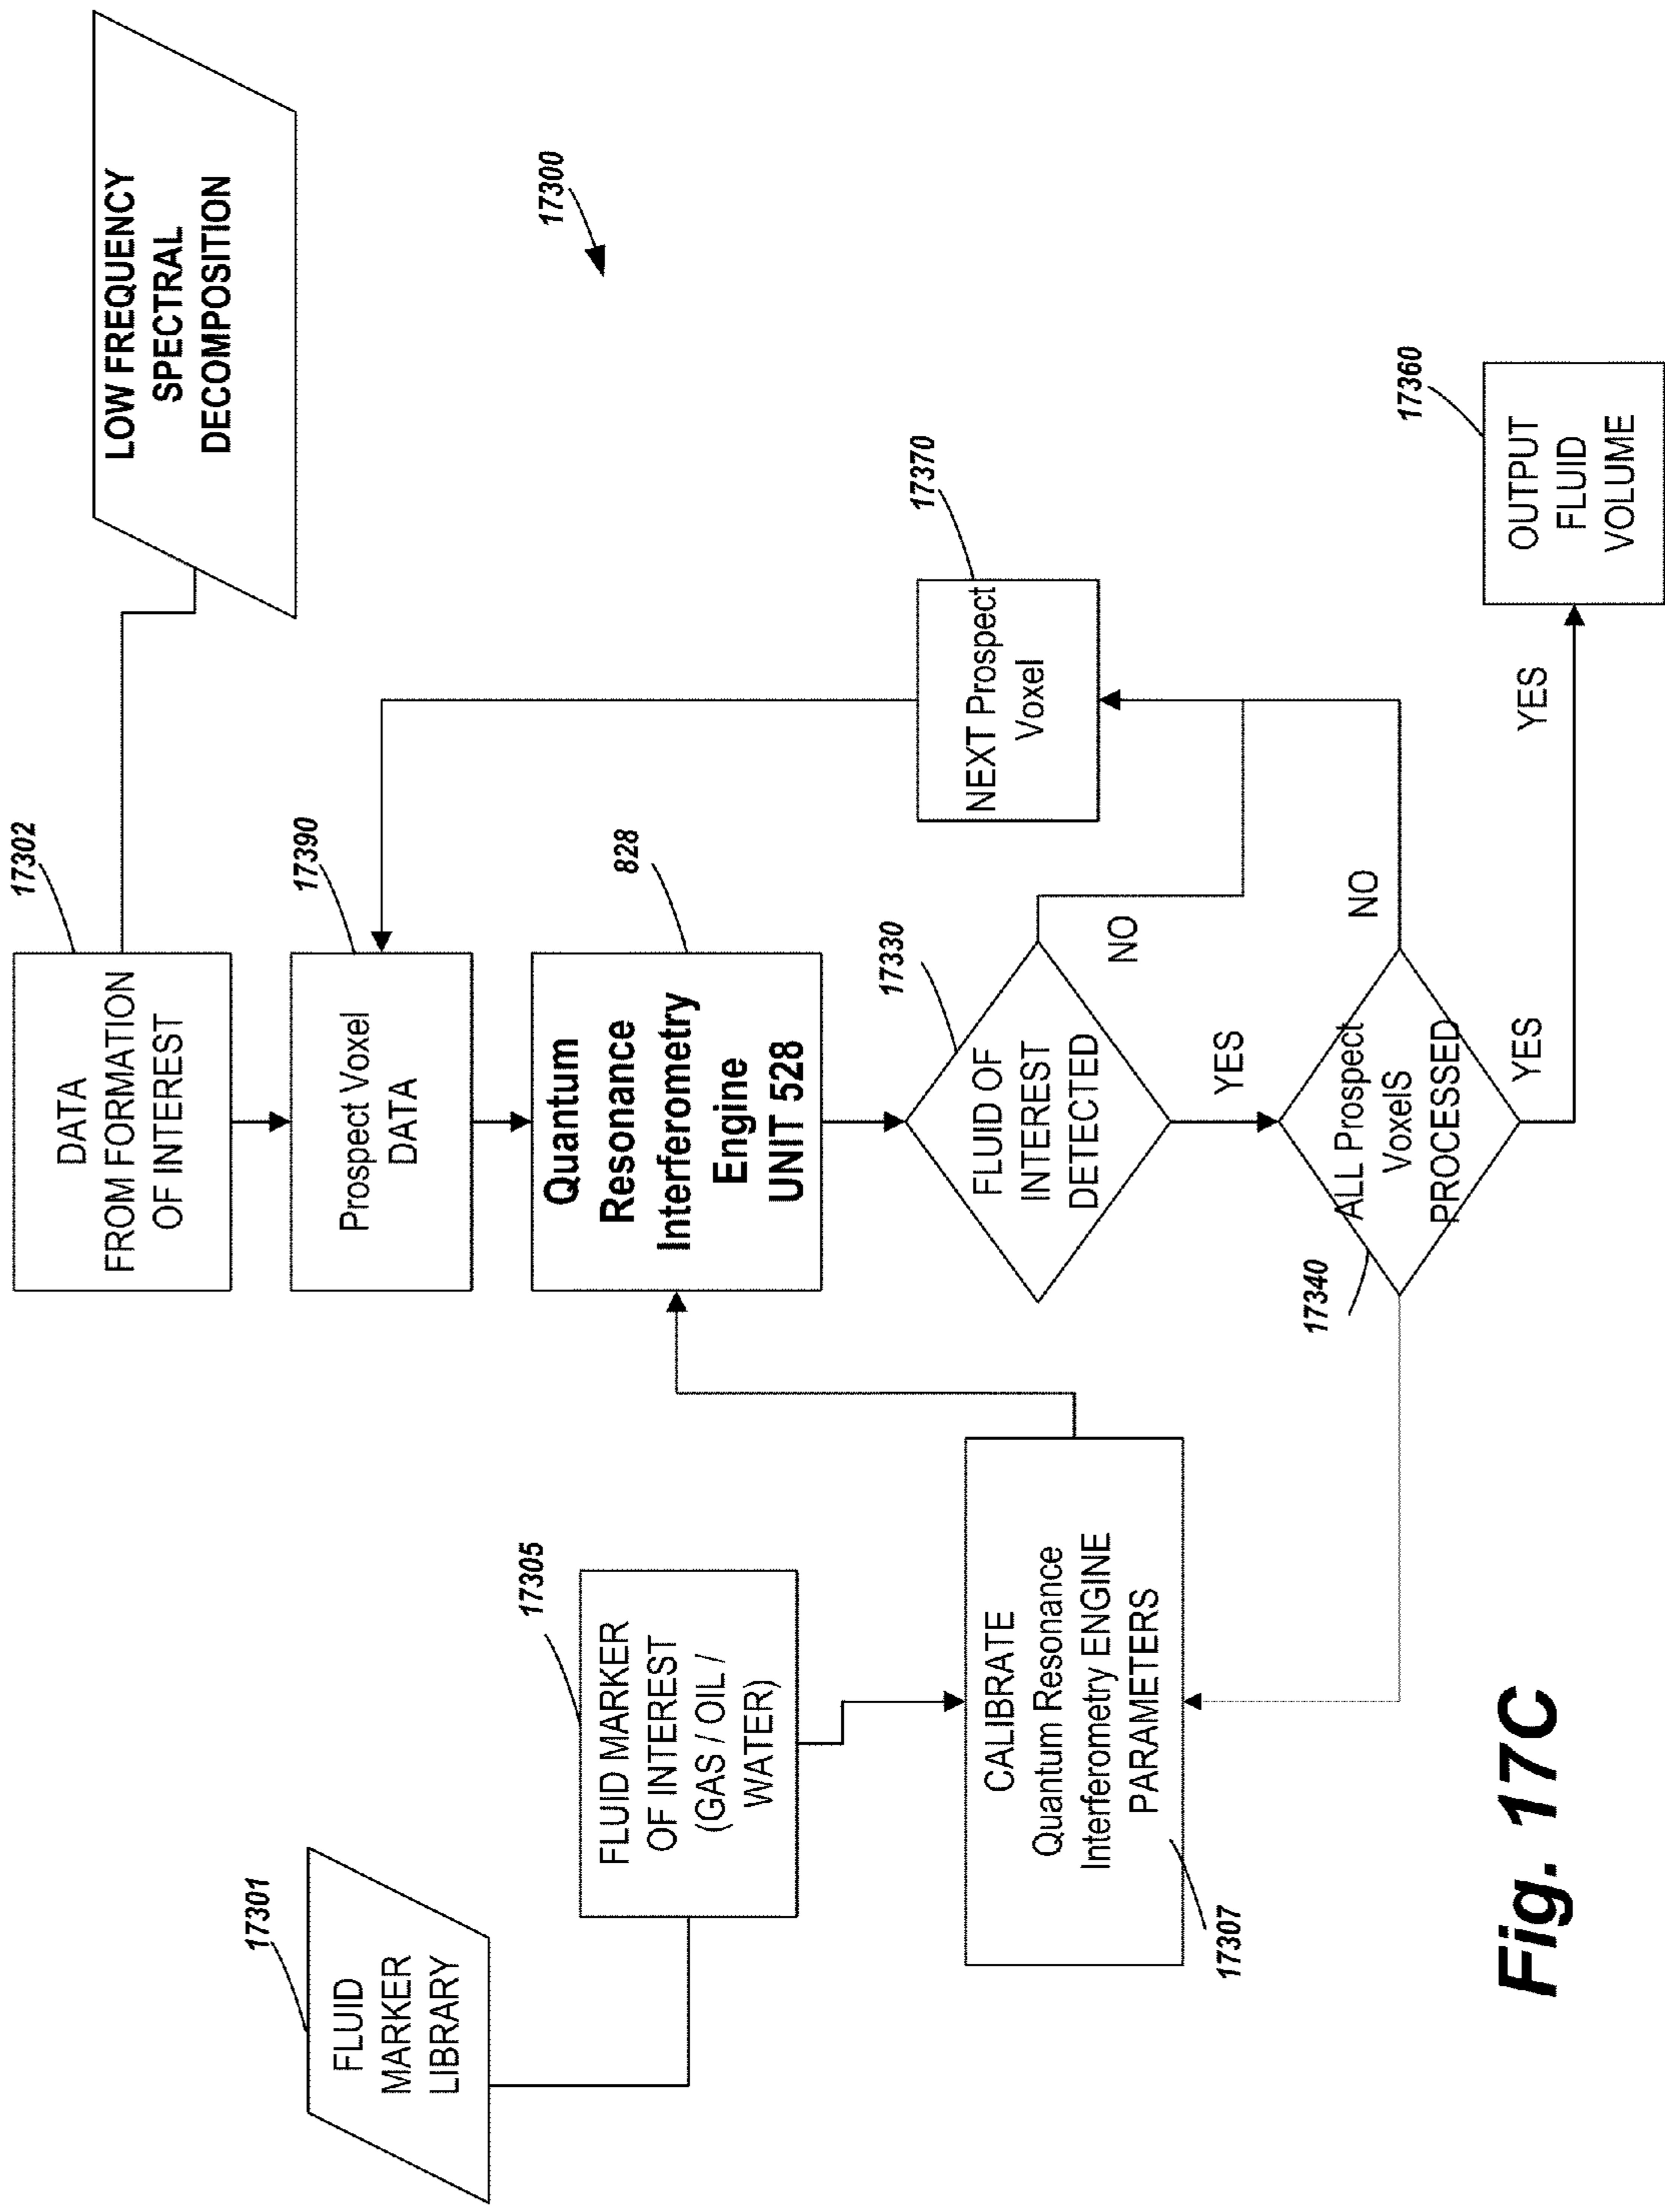 17302
DATA
FROM FORMATION
OF INTEREST
LOW FREQUENCY
SPECTRAL
DECOMPOSITION
17390
Prospect Voxel
DATA
17300
828
Quantum
Resonance
Interferometry
Engine
UNIT 528
17301
FLUID
MARKER
LIBRARY
17305
FLUID MARKER
OF INTEREST
(GAS / OIL /
WATER)
17330
FLUID OF
INTEREST
DETECTED
NO
YES
17370
NEXT Prospect
Voxel
CALIBRATE
Quantum Resonance
Interferometry ENGINE
PARAMETERS
17307
17340
ALL Prospect
VoxelS
PROCESSED
NO
YES
YES
17360
OUTPUT
FLUID
VOLUME
Fig. 17C